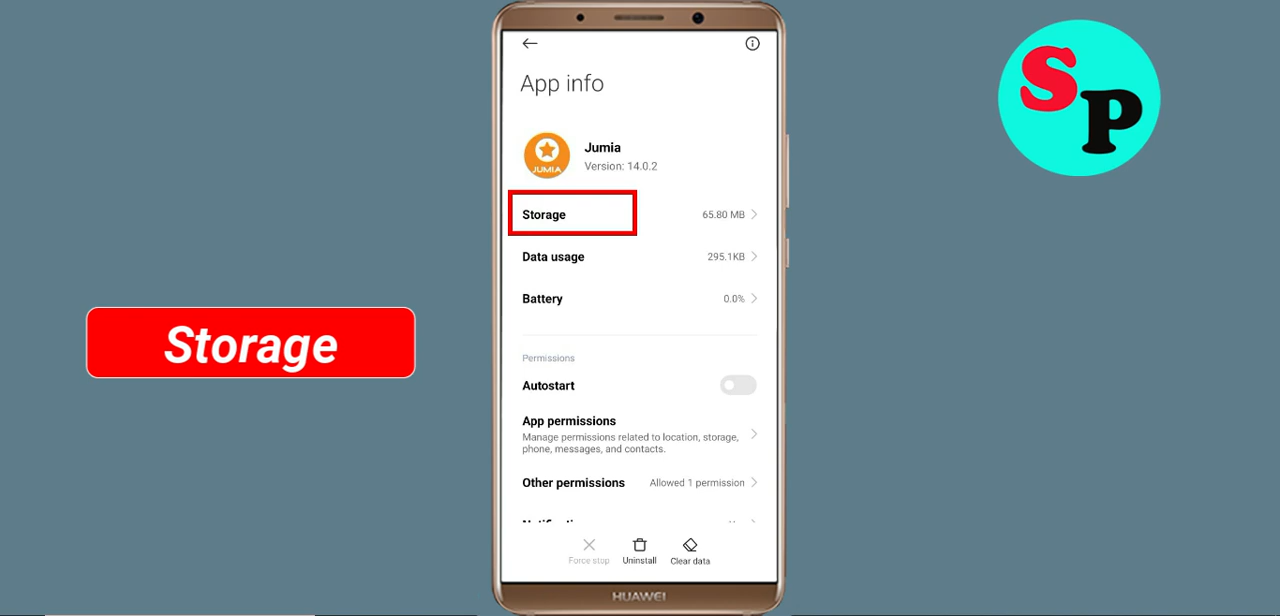 App info
JUMIA
Jumia
Version: 14.0.2
Storage 65.80 MB
Data usage 295.1KB
Battery 0.0%
Permissions
Autostart
App permissions
Manage permissions related to location, storage,
phone, messages, and contacts.
Other permissions Allowed 1 permission
Force stop Uninstall Clear data
HUAWEI
Storage
SP